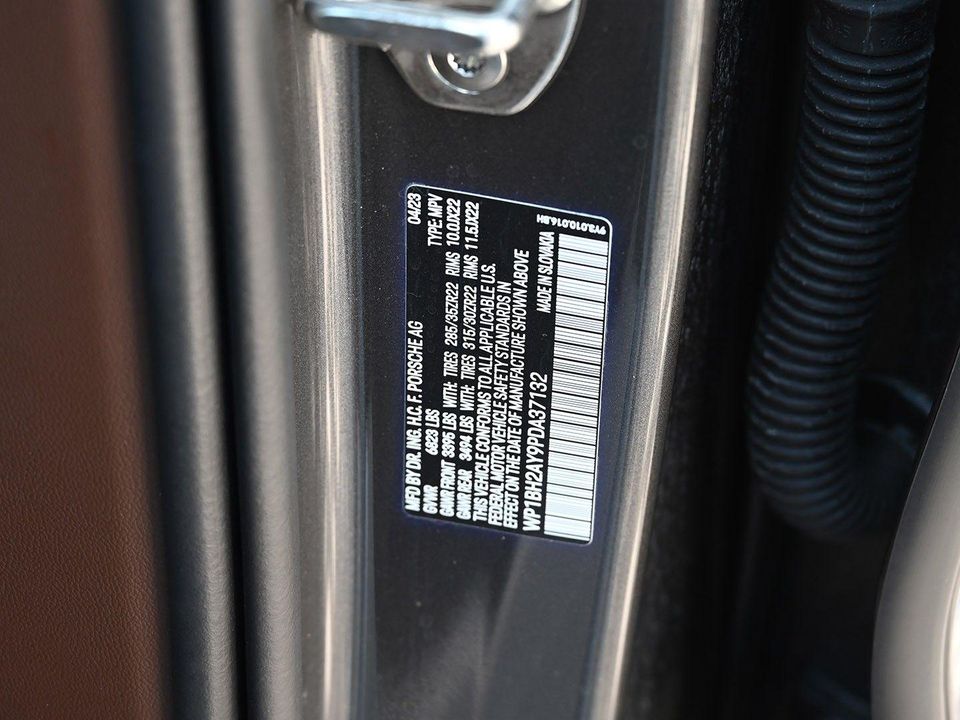 MFD BY DR. ING. H.C. F. PORSCHE AG 04/23
GVWR 6823 LBS TYPE: MPV
GAWR FRONT 3395 LBS WITH: TIRES 285/35ZR22 RIMS 10.0JX22
GAWR REAR 3494 LBS WITH: TIRES 315/30ZR22 RIMS 11.5JX22
THIS VEHICLE CONFORMS TO ALL APPLICABLE U.S.
FEDERAL MOTOR VEHICLE SAFETY STANDARDS IN
EFFECT ON THE DATE OF MANUFACTURE SHOWN ABOVE
WP1BH2AY9PDA37132 MADE IN SLOVAKIA
9Y3.010.016.BH